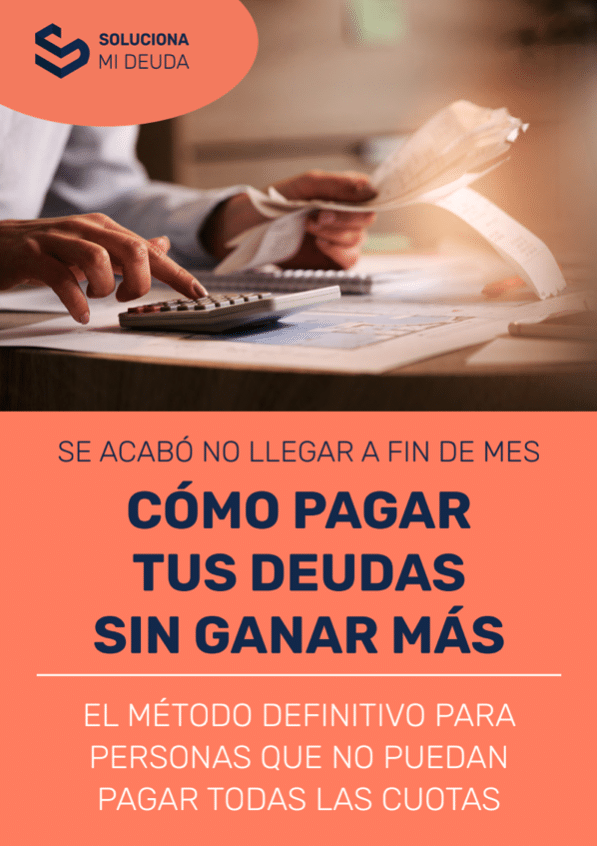 SOLUCIONA
MI DEUDA
SE ACABÓ NO LLEGAR A FIN DE MES
CÓMO PAGAR
TUS DEUDAS
SIN GANAR MÁS
EL MÉTODO DEFINITIVO PARA
PERSONAS QUE NO PUEDAN
PAGAR TODAS LAS CUOTAS